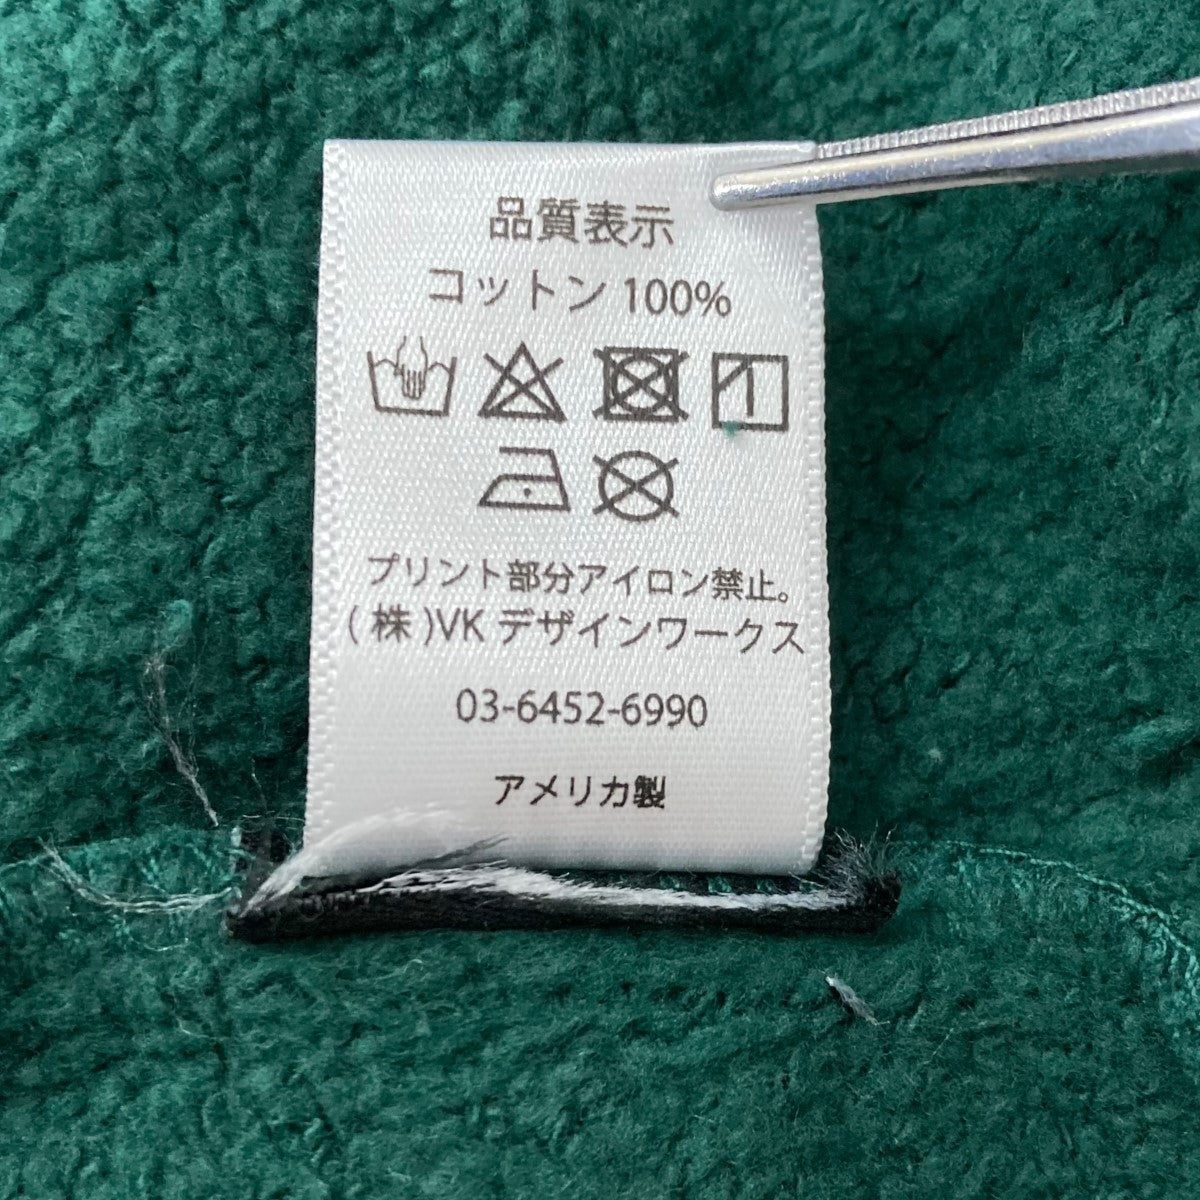 品質表示
コットン 100%
プリント部分アイロン禁止。
(株)VK デザインワークス
03-6452-6990
アメリカ製